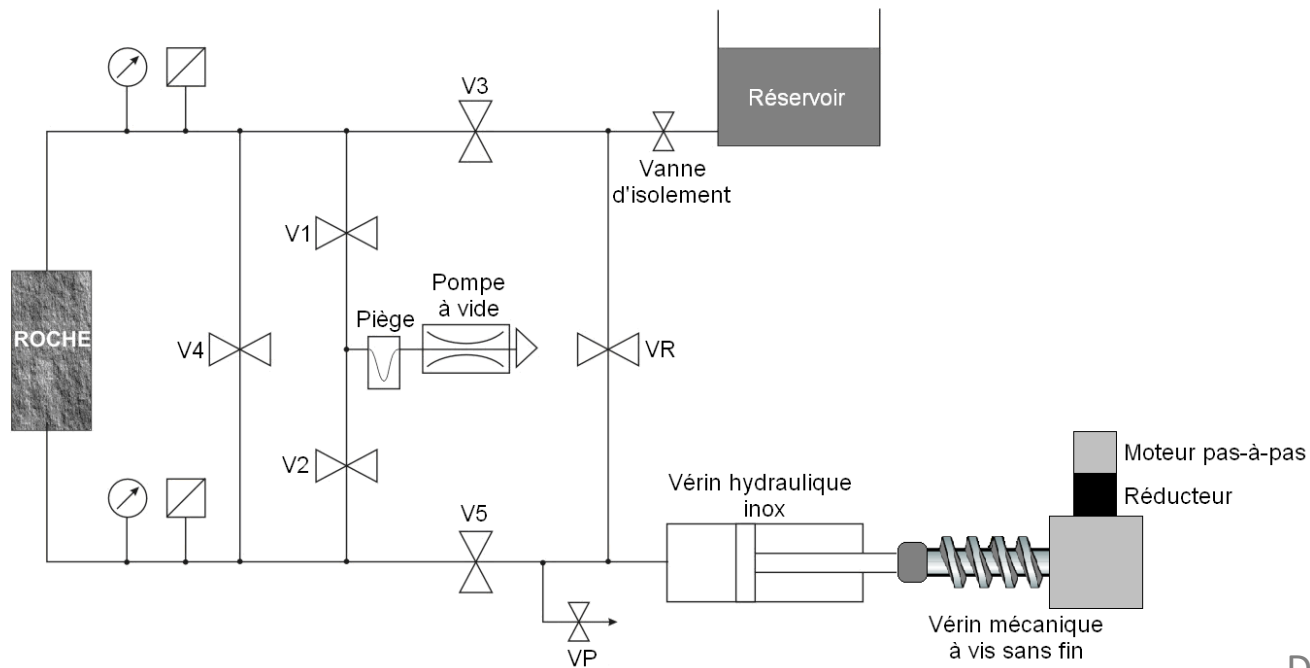 V3
Réservoir
Vanne
d'isolement
V1
Pompe
à vide
Piège
ROCHE
V4
VR
V2
V5
Vérin hydraulique
inox
Moteur pas-à-pas
Réducteur
Vérin mécanique
à vis sans fin
VP
D